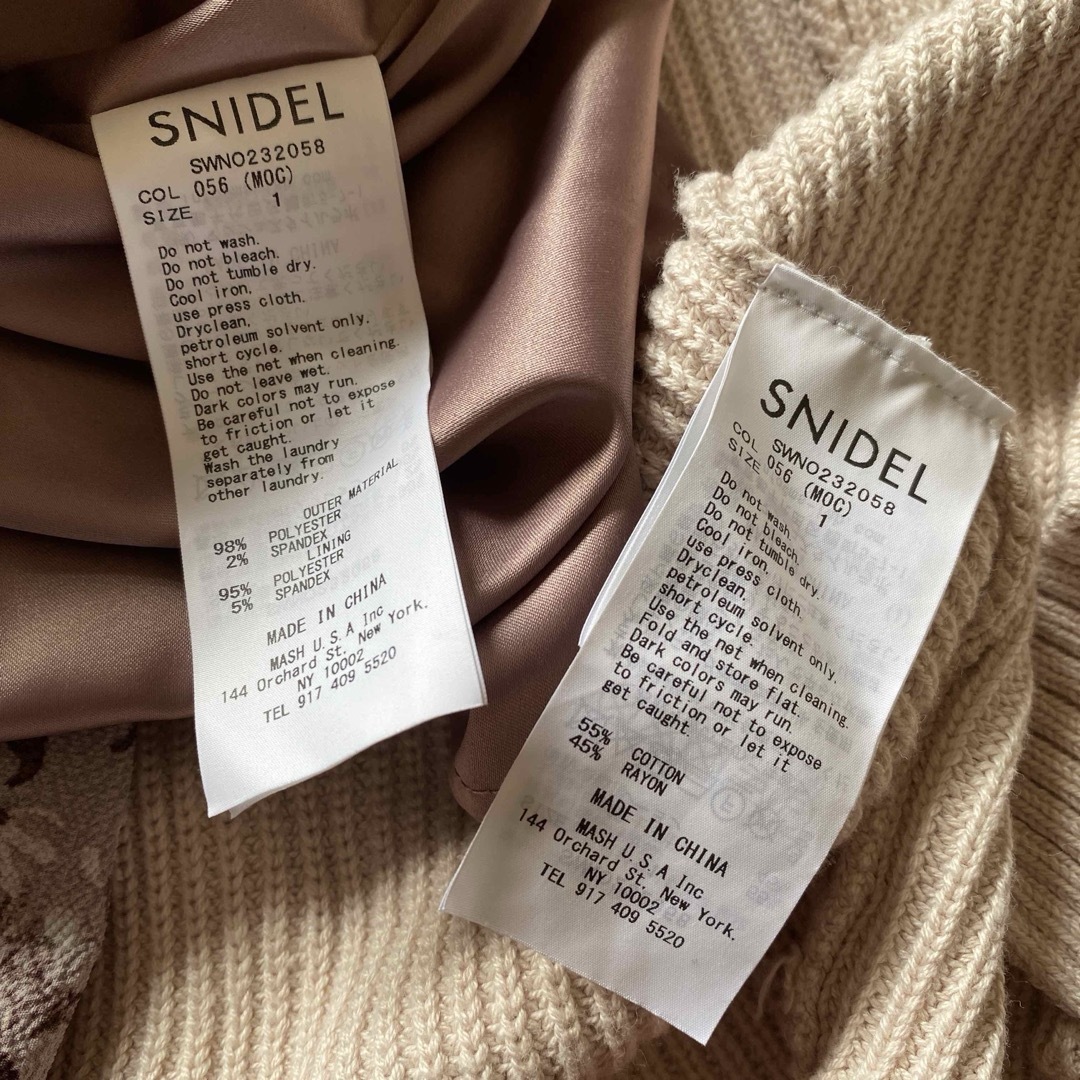 SNIDEL
SWNO232058
COL 056 (MOC)
SIZE 1
Do not wash.
Do not bleach.
Do not tumble dry.
Cool iron.
use press cloth.
Dryclean.
petroleum solvent only.
short cycle.
Use the net when cleaning.
Do not leave wet.
Dark colors may run.
Be careful not to expose
to friction or let it
get caught.
Wash the laundry
separately from
other laundry.
OUTER MATERIAL
98% POLYESTER
2% SPANDEX
LINING
95% POLYESTER
5% SPANDEX
MADE IN CHINA
MASH U.S.A Inc
144 Orchard St. New York.
NY 10002
TEL 917 409 5520
SNIDEL
SWNO232058
COL 056 (MOC)
SIZE 1
Do not wash.
Do not bleach.
Do not tumble dry.
Cool iron.
use press cloth.
Dryclean.
petroleum solvent only.
short cycle.
Use the net when cleaning.
Fold and store flat.
Dark colors may run.
Be careful not to expose
to friction or let it
get caught.
55% COTTON
45% RAYON
MADE IN CHINA
MASH U.S.A Inc
144 Orchard St. New York.
NY 10002
TEL 917 409 5520